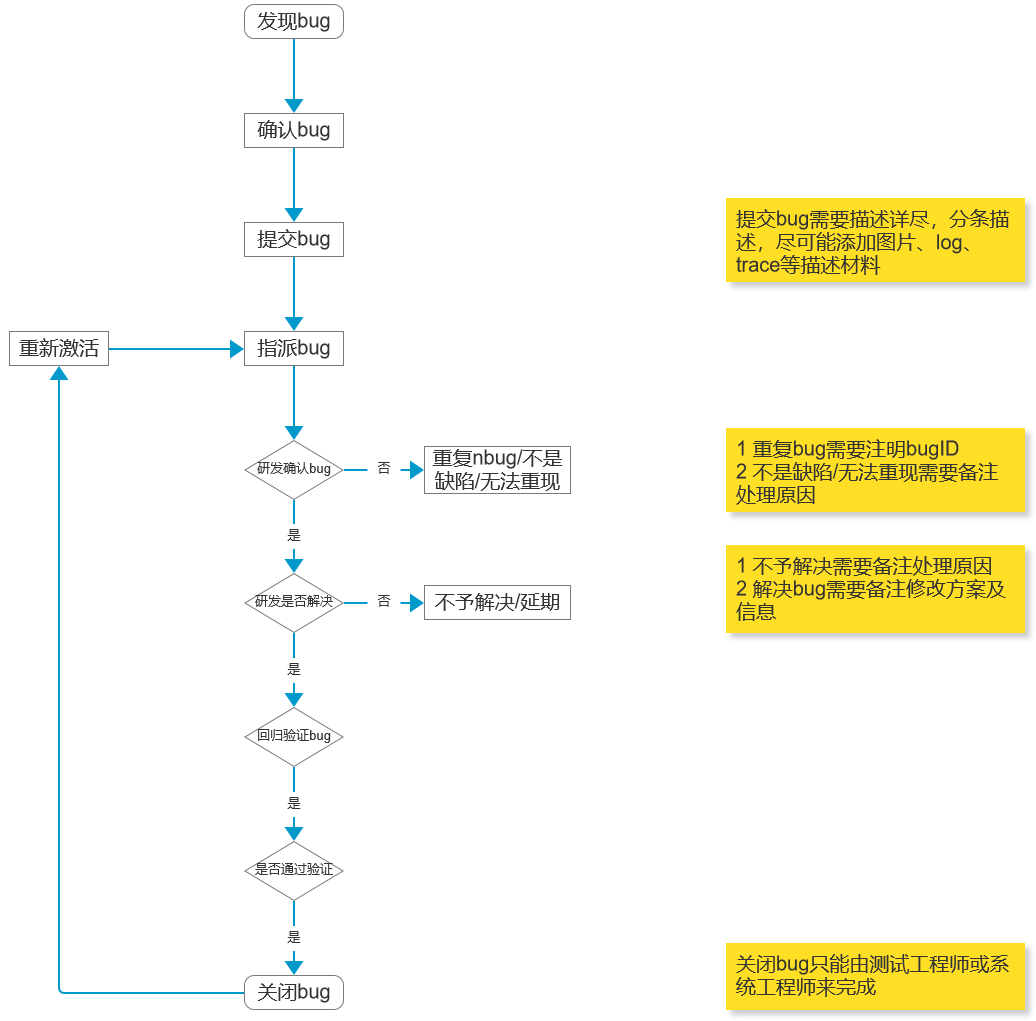 发现bug
确认bug
提交bug
提交bug需要描述详尽，分条描
述，尽可能添加图片、log、
trace等描述材料
重新激活
指派bug
研发确认bug
否
重复nbug/不是
缺陷/无法重现
1 重复bug需要注明bugID
2 不是缺陷/无法重现需要备注
处理原因
是
研发是否解决
否
不予解决/延期
1 不予解决需要备注处理原因
2 解决bug需要备注修改方案及
信息
是
回归验证bug
是
是否通过验证
是
关闭bug
关闭bug只能由测试工程师或系
统工程师来完成